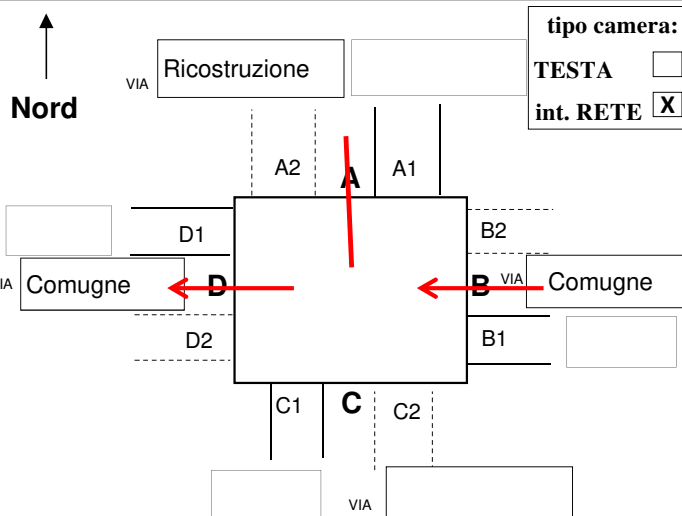 tipo camera:
TESTA
int. RETE X
Nord
VIA Ricostruzione
A2 A A1
D1 B2
IA Comugne D B VIA Comugne
D2 B1
C1 C C2
VIA